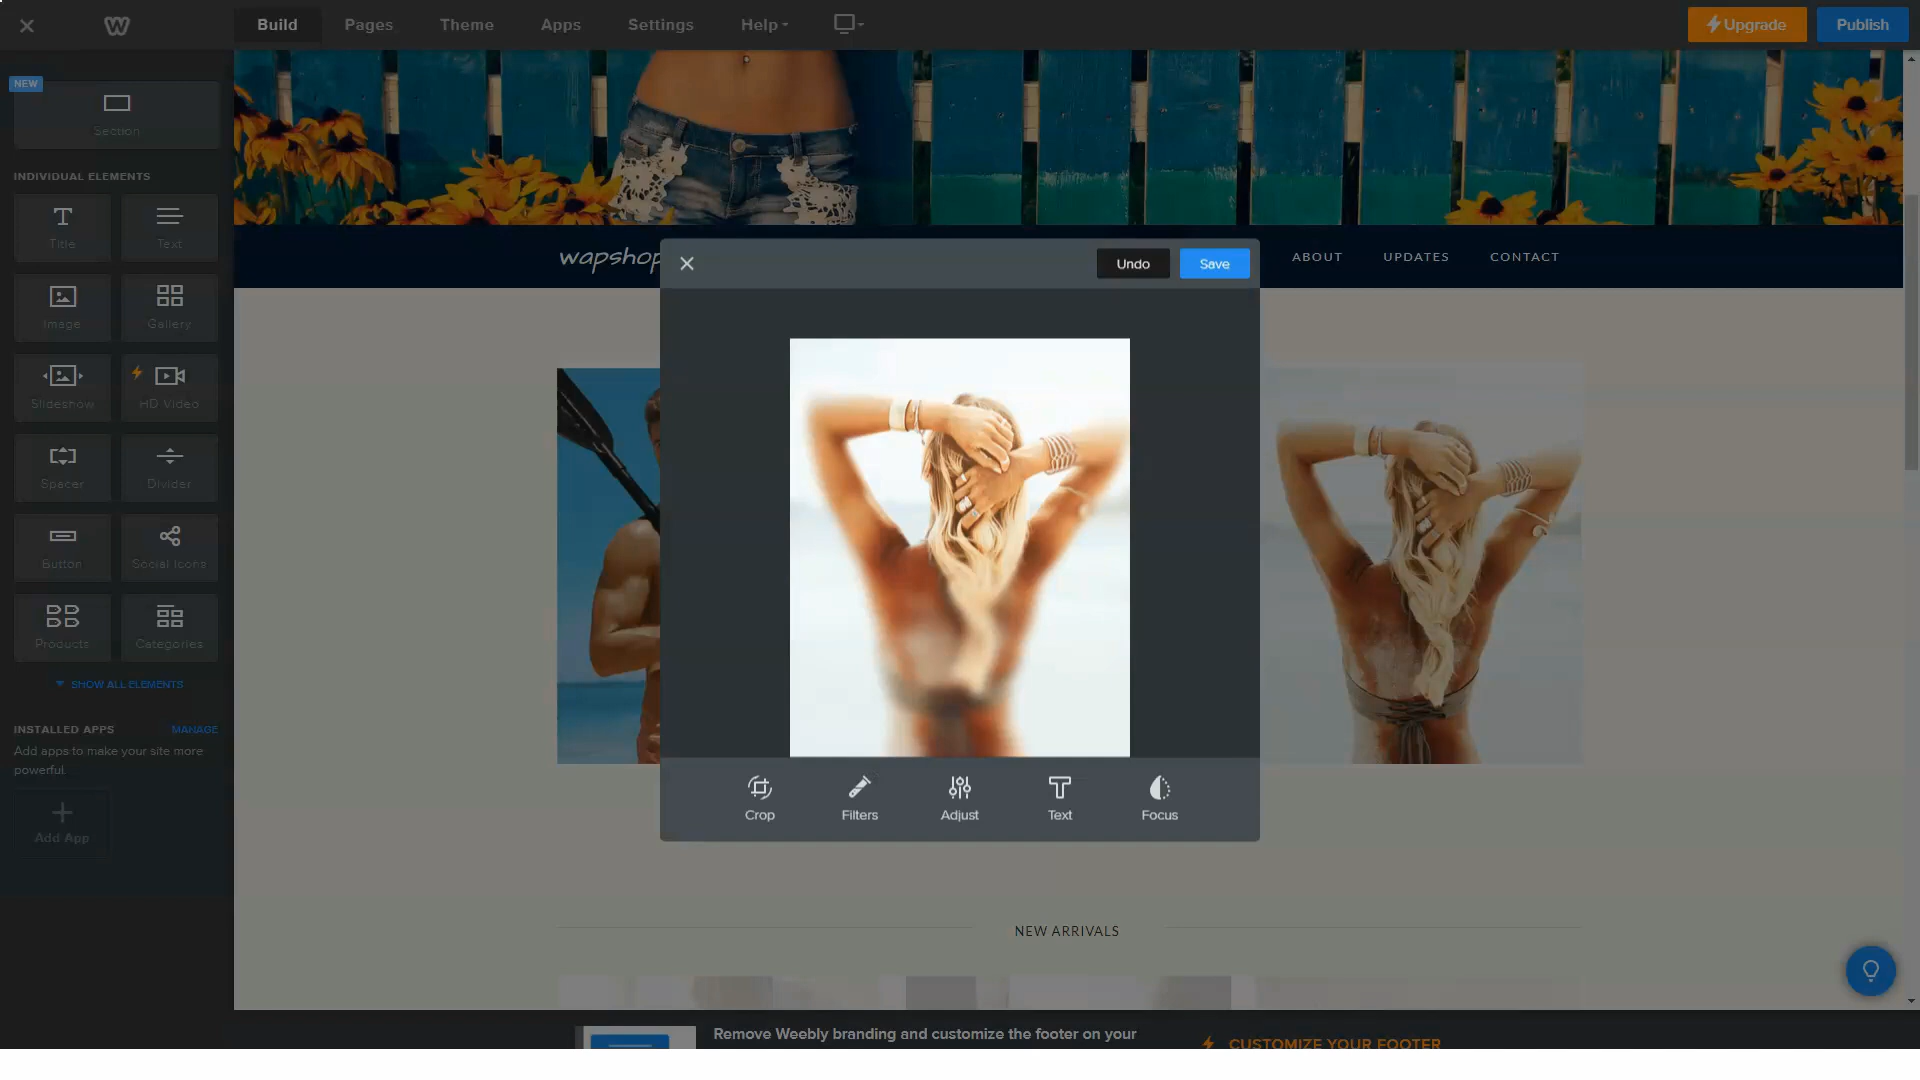 Build
Pages
Theme
Apps
Settings
Help
Upgrade
Publish
NEW
Section
INDIVIDUAL ELEMENTS
Title
Text
Image
Gallery
Slideshow
HD Video
Spacer
Divider
Button
Social Icons
Products
Categories
SHOW ALL ELEMENTS
INSTALLED APPS
MANAGE
Add apps to make your site more
powerful.
Add App
wapshop
ABOUT
UPDATES
CONTACT
Undo
Save
Crop
Filters
Adjust
Text
Focus
NEW ARRIVALS
Remove Weebly branding and customize the footer on your
CUSTOMIZE YOUR FOOTER